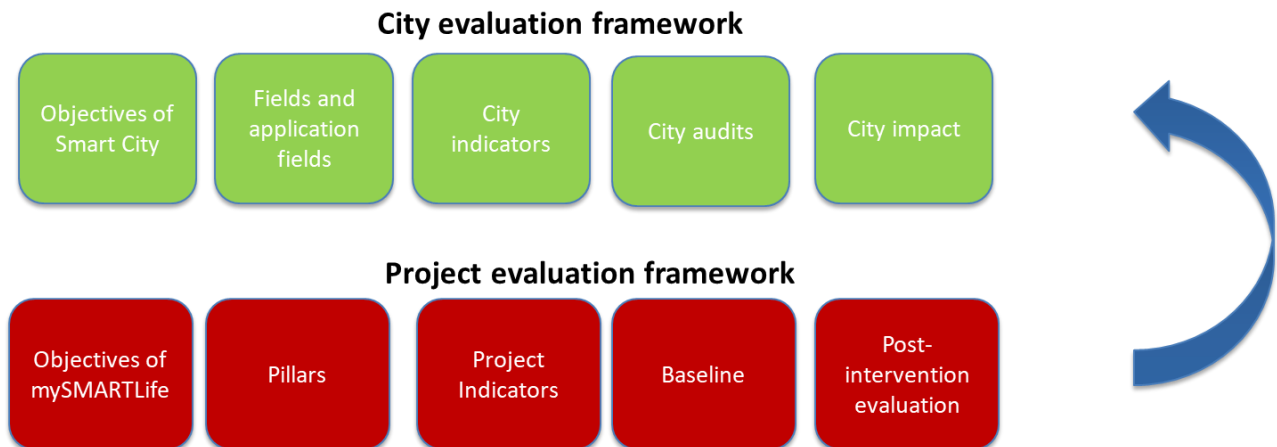 City evaluation framework
Objectives of
Smart City
Fields and
application
fields
City
indicators
City audits
City impact
Project evaluation framework
Objectives of
mySMARTLife
Pillars
Project
Indicators
Baseline
Post-
intervention
evaluation